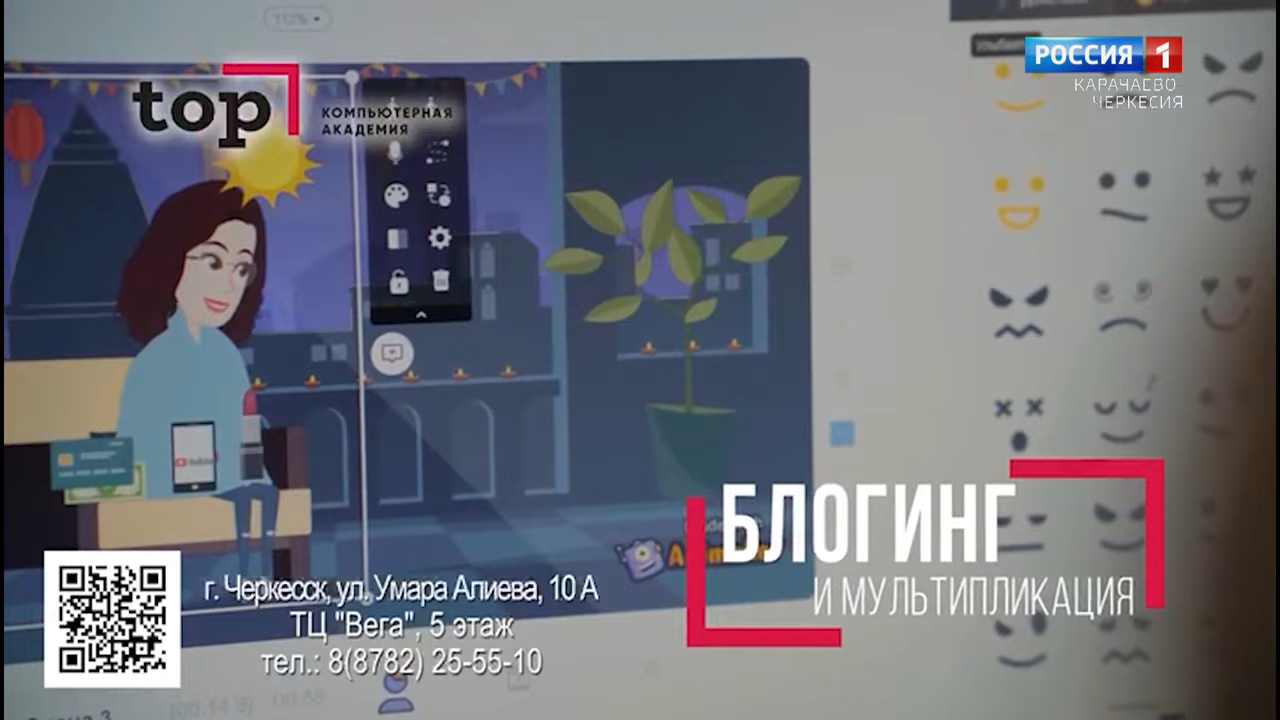 112%
РОССИЯ 1
КАРАЧАЕВО
ЧЕРКЕСИЯ
top
КОМПЬЮТЕРНАЯ
АКАДЕМИЯ
БЛОГИНГ
И МУЛЬТИПЛИКАЦИЯ
г. Черкесск, ул. Умара Алиева, 10 А
ТЦ "Вега", 5 этаж
тел.: 8(8782) 25-55-10